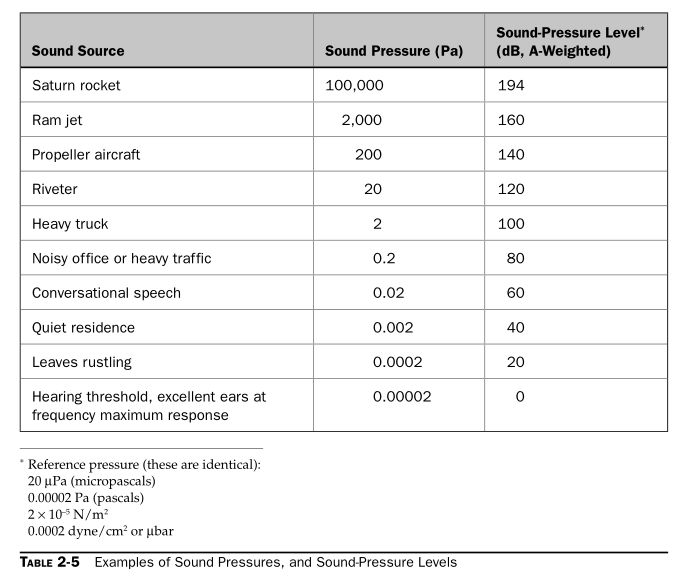 Sound Source Sound Pressure (Pa) Sound-Pressure Level* (dB, A-Weighted)
Saturn rocket 100,000 194
Ram jet 2,000 160
Propeller aircraft 200 140
Riveter 20 120
Heavy truck 2 100
Noisy office or heavy traffic 0.2 80
Conversational speech 0.02 60
Quiet residence 0.002 40
Leaves rustling 0.0002 20
Hearing threshold, excellent ears at 0.00002 0
frequency maximum response
* Reference pressure (these are identical):
20 μPa (micropascals)
0.00002 Pa (pascals)
2 × 10⁻⁵ N/m²
0.0002 dyne/cm² or μbar
TABLE 2-5 Examples of Sound Pressures, and Sound-Pressure Levels